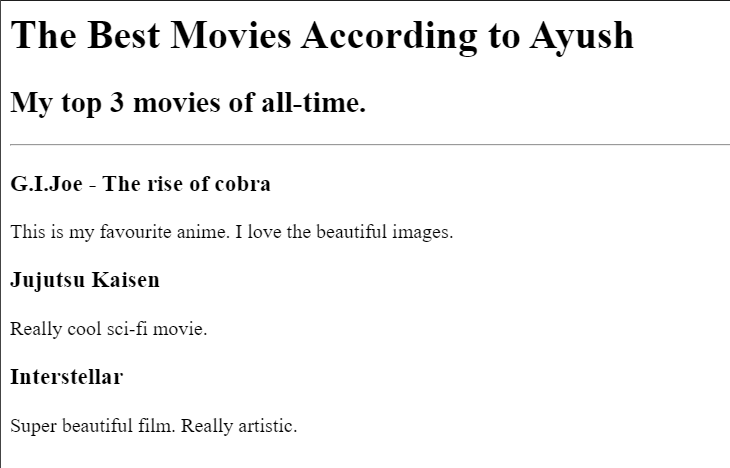 The Best Movies According to Ayush
My top 3 movies of all-time.
G.I.Joe - The rise of cobra
This is my favourite anime. I love the beautiful images.
Jujutsu Kaisen
Really cool sci-fi movie.
Interstellar
Super beautiful film. Really artistic.